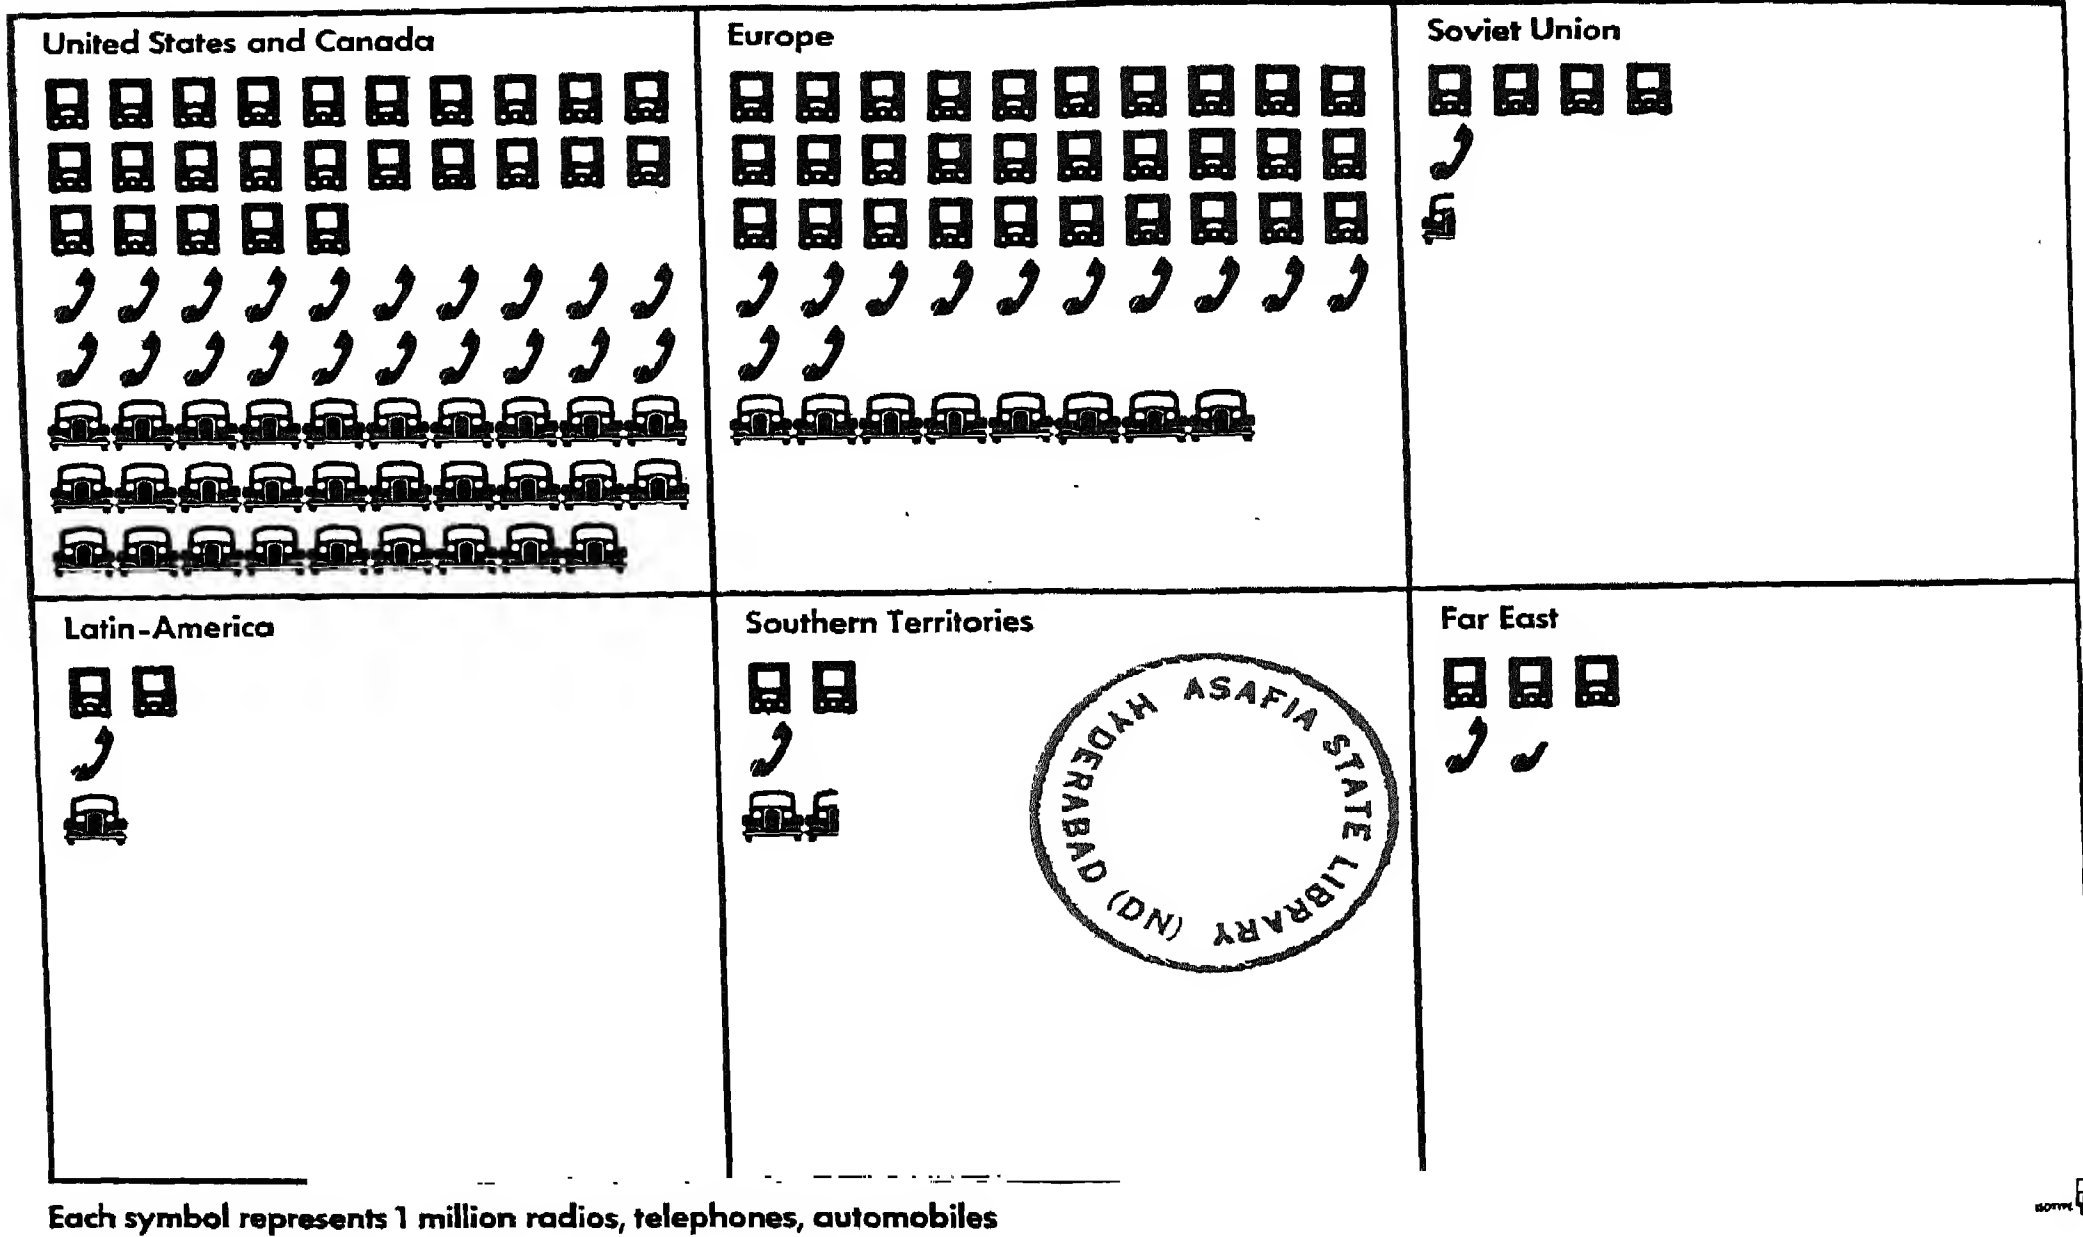 United States and Canada
Europe
Soviet Union
Latin-America
Southern Territories
Far East
ASAFIA STATE LIBRARY
HYDERABAD (DN)
Each symbol represents 1 million radios, telephones, automobiles